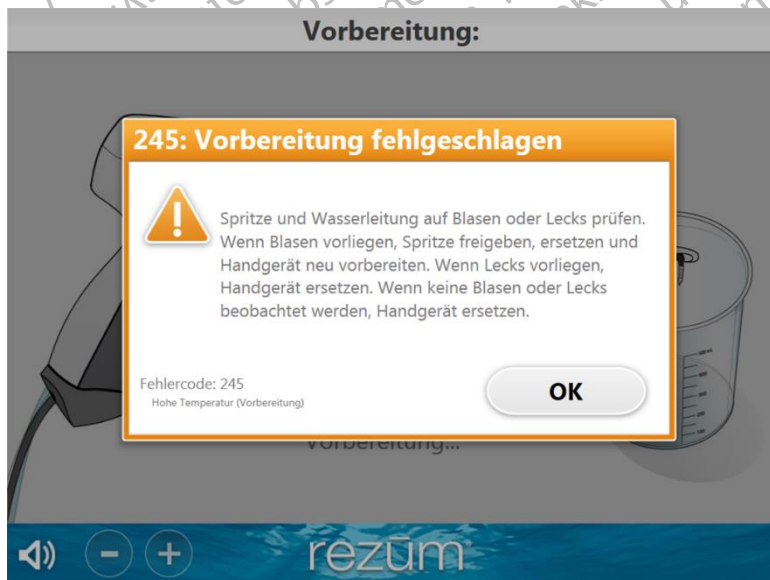 Vorbereitung:
245: Vorbereitung fehlgeschlagen
Spritze und Wasserleitung auf Blasen oder Lecks prüfen.
Wenn Blasen vorliegen, Spritze freigeben, ersetzen und
Handgerät neu vorbereiten. Wenn Lecks vorliegen,
Handgerät ersetzen. Wenn keine Blasen oder Lecks
beobachtet werden, Handgerät ersetzen.
Fehlercode: 245
Hohe Temperatur (Vorbereitung)
OK
Vorbereitung...
rezūm